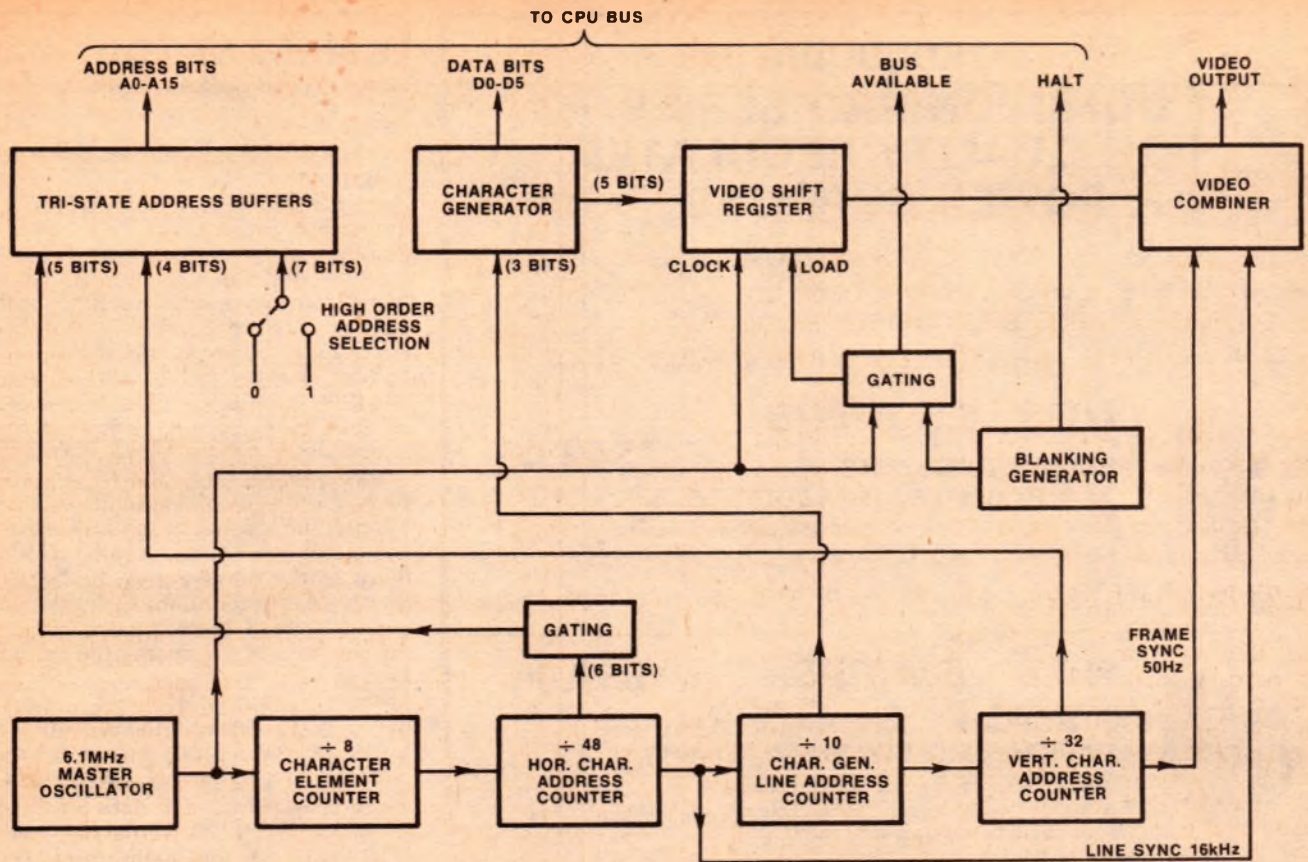 TO CPU BUS
ADDRESS BITS
A0-A15
DATA BITS
D0-D5
BUS
AVAILABLE
HALT
VIDEO
OUTPUT
TRI-STATE ADDRESS BUFFERS
CHARACTER
GENERATOR
(5 BITS)
VIDEO SHIFT
REGISTER
VIDEO
COMBINER
(5 BITS)
(4 BITS)
(7 BITS)
(3 BITS)
CLOCK
LOAD
HIGH ORDER
ADDRESS
SELECTION
0
1
GATING
BLANKING
GENERATOR
GATING
(6 BITS)
FRAME
SYNC
50Hz
6.1MHz
MASTER
OSCILLATOR
÷ 8
CHARACTER
ELEMENT
COUNTER
÷ 48
HOR. CHAR.
ADDRESS
COUNTER
÷ 10
CHAR. GEN.
LINE ADDRESS
COUNTER
÷ 32
VERT. CHAR.
ADDRESS
COUNTER
LINE SYNC 16kHz